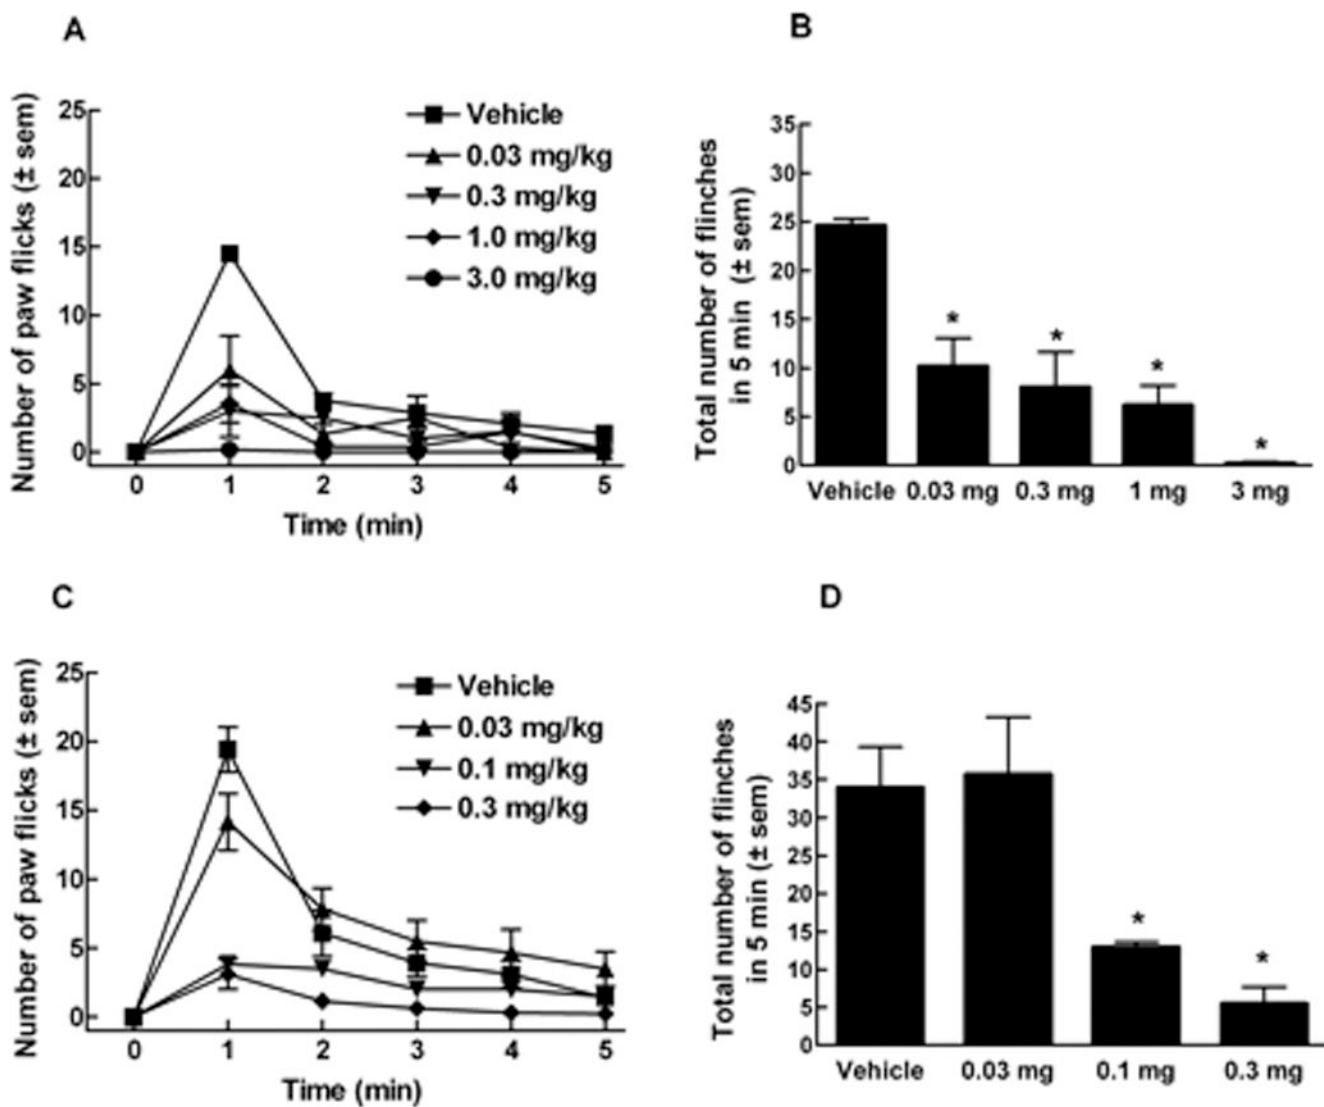 A
Number of paw flicks (± sem)
25
20
15
10
5
0
Vehicle
0.03 mg/kg
0.3 mg/kg
1.0 mg/kg
3.0 mg/kg
0 1 2 3 4 5
Time (min)
B
Total number of flinches
in 5 min (± sem)
35
30
25
20
15
10
5
0
*
*
*
*
Vehicle 0.03 mg 0.3 mg 1 mg 3 mg
C
Number of paw flicks (± sem)
25
20
15
10
5
0
Vehicle
0.03 mg/kg
0.1 mg/kg
0.3 mg/kg
0 1 2 3 4 5
Time (min)
D
Total number of flinches
in 5 min (± sem)
45
40
35
30
25
20
15
10
5
0
*
*
Vehicle 0.03 mg 0.1 mg 0.3 mg